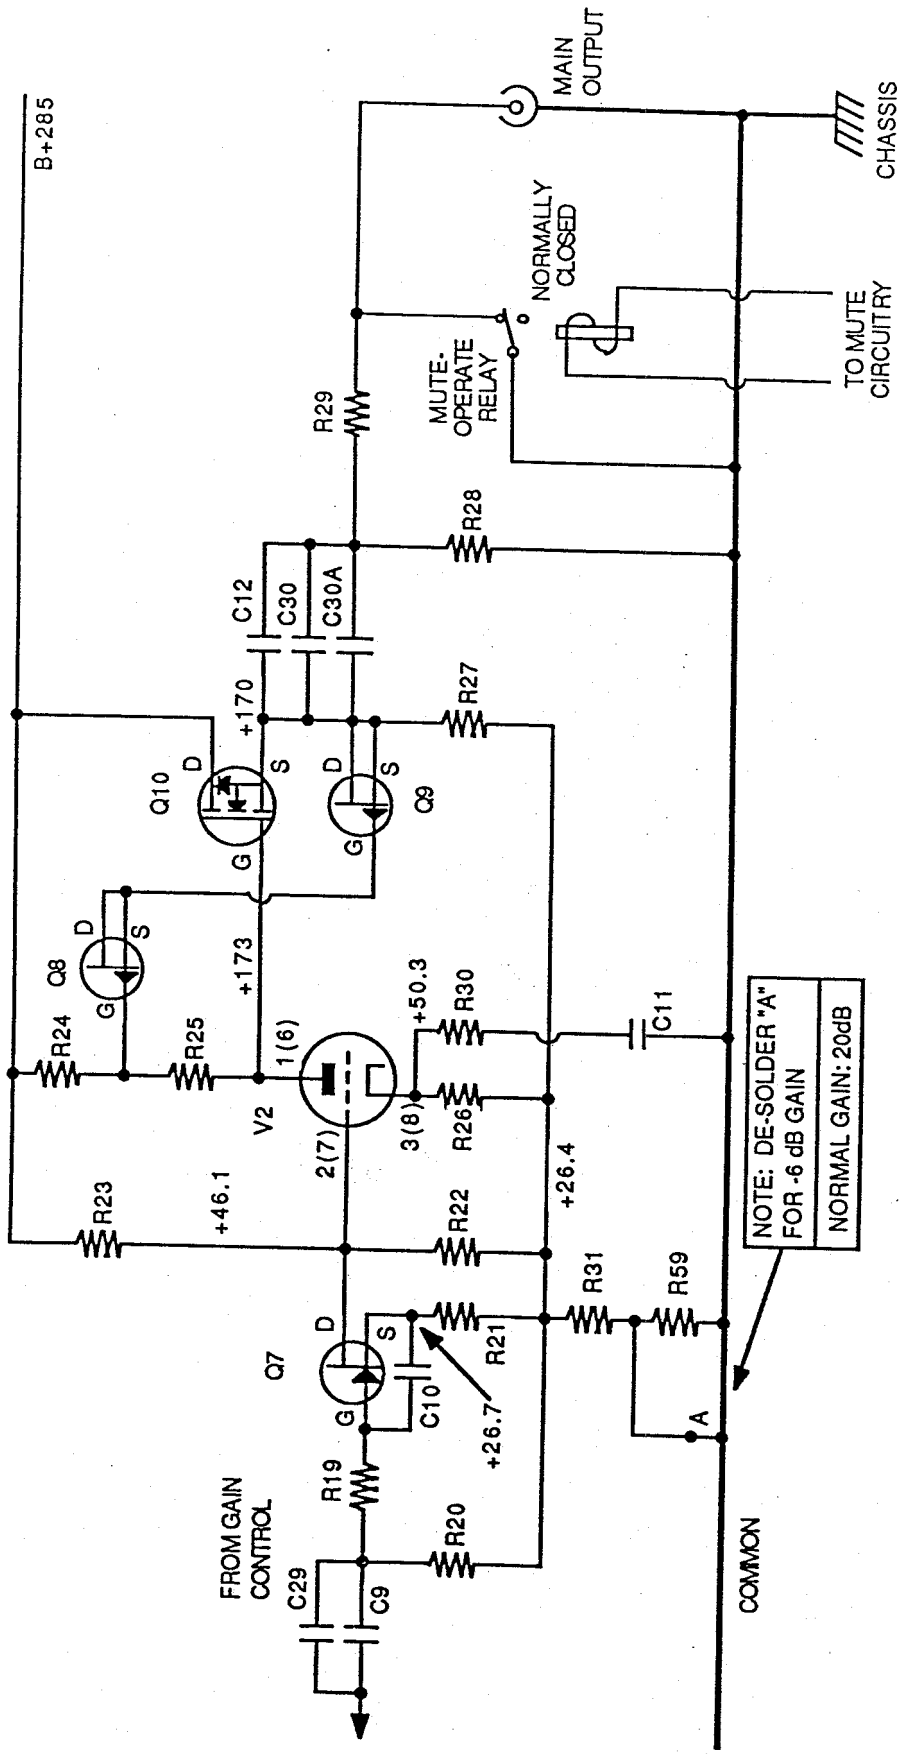 B+285
MAIN
OUTPUT
CHASSIS
NORMALLY
CLOSED
MUTE-
OPERATE
RELAY
TO MUTE
CIRCUITRY
R29
R28
C12
C30
C30A
+170
R27
Q10
D
S
G
Q9
D
S
G
Q8
D
S
G
+173
R24
R25
1(6)
V2
2(7)
3(8)
+50.3
R30
R26
C11
+26.4
R23
+46.1
R22
Q7
D
S
G
C10
R21
+26.7
R31
R59
A
R19
R20
FROM GAIN
CONTROL
C29
C9
COMMON
NOTE: DE-SOLDER "A"
FOR -6 dB GAIN
NORMAL GAIN: 20dB